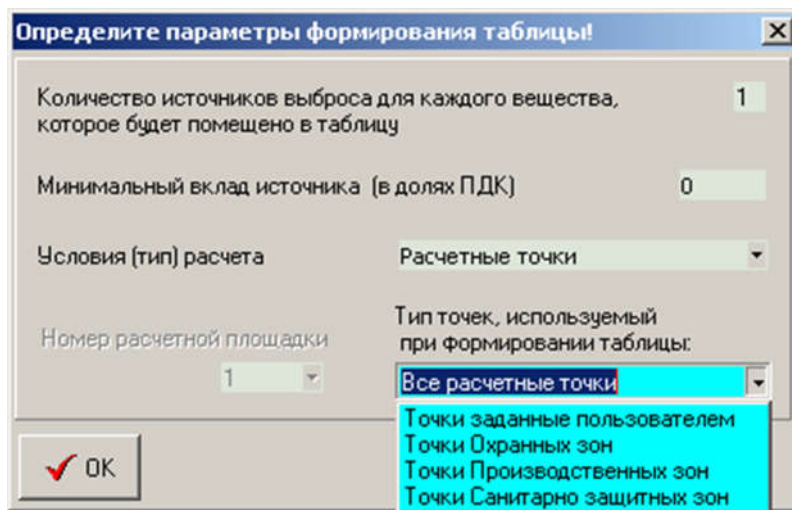 Определите параметры формирования таблицы!
Количество источников выброса для каждого вещества,
1
которое будет помещено в таблицу
Минимальный вклад источника (в долях ПДК)
0
Условия (тип) расчета
Расчетные точки
Тип точек, используемый
Номер расчетной площадки
при формировании таблицы:
1
Все расчетные точки
Точки заданные пользователем
Точки Охранных зон
Точки Производственных зон
Точки Санитарно защитных зон
OK